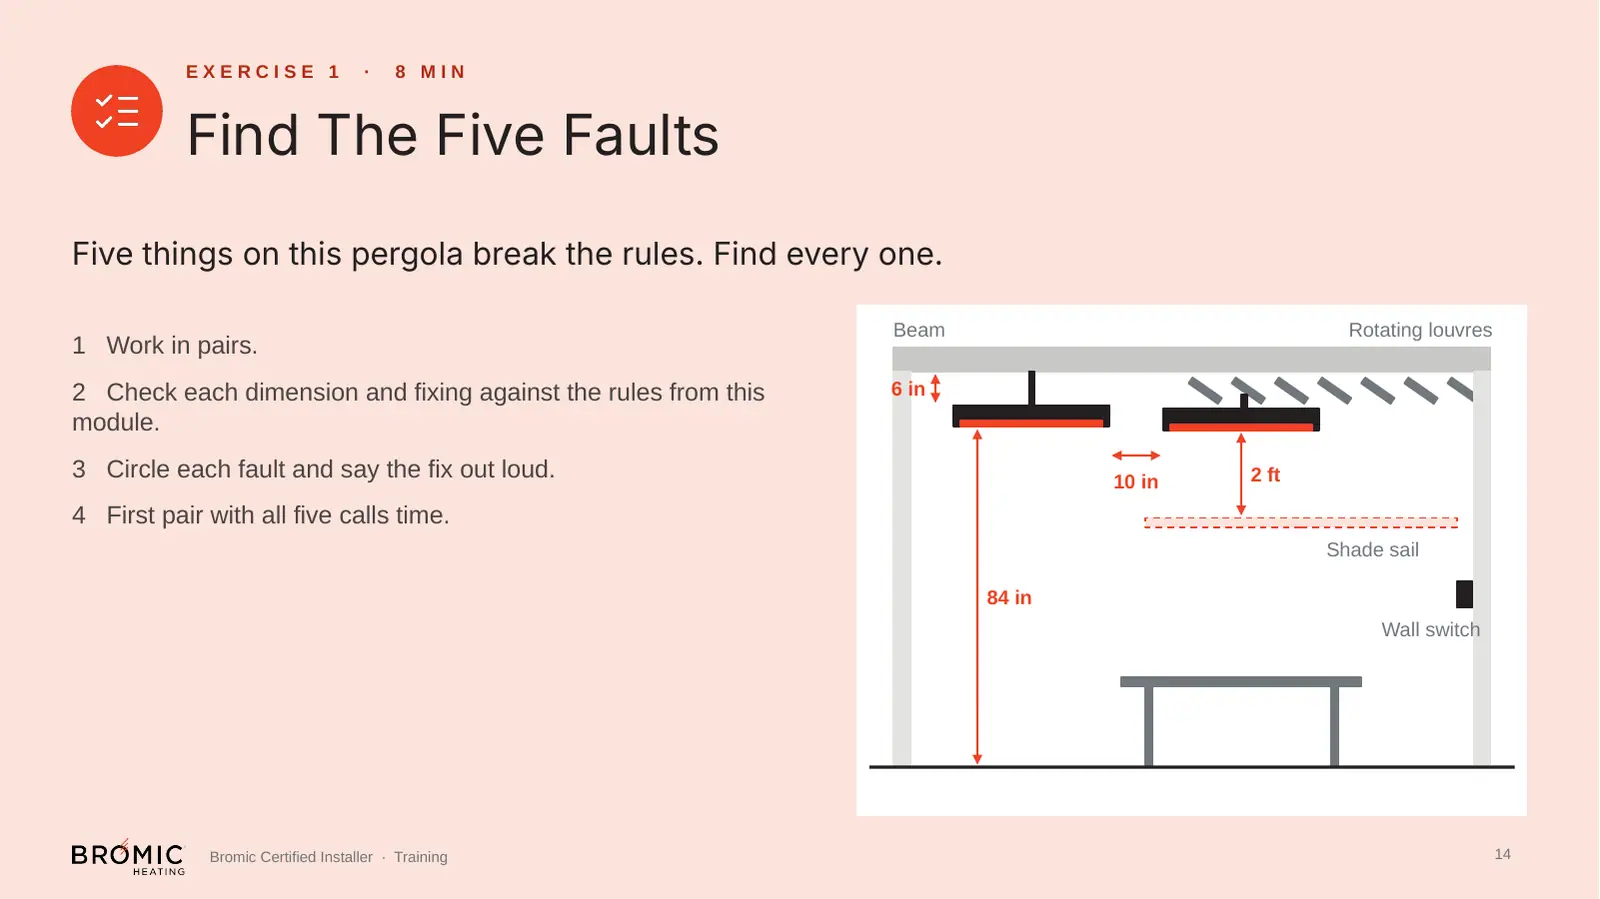 EXERCISE 1 · 8 MIN
Find The Five Faults
Five things on this pergola break the rules. Find every one.
1 Work in pairs.
2 Check each dimension and fixing against the rules from this
module.
3 Circle each fault and say the fix out loud.
4 First pair with all five calls time.
Beam
Rotating louvres
6 in
10 in
2 ft
Shade sail
84 in
Wall switch
BROMIC
HEATING
Bromic Certified Installer · Training
14